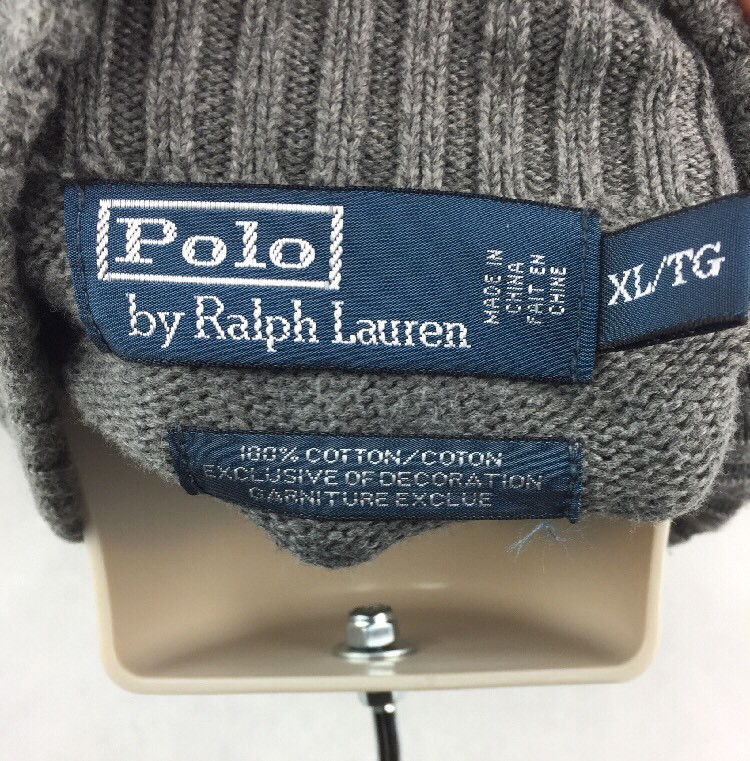 Polo
by Ralph Lauren
MADE IN
CHINA
FAIT EN
CHINE
XL/TG
100% COTTON/COTON
EXCLUSIVE OF DECORATION
GARNITURE EXCLUE